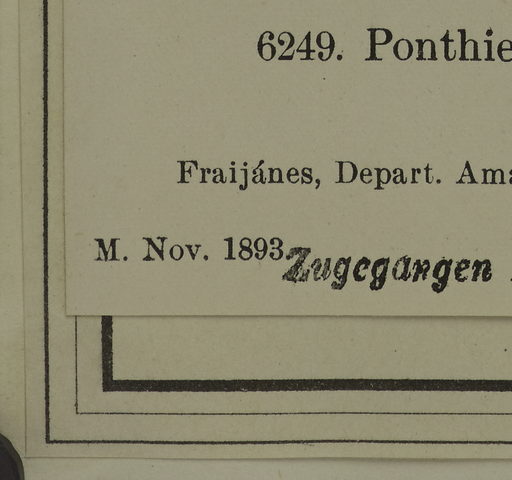 6249. Ponthie
Fraijánes, Depart. Ama
M. Nov. 1893
Zugegangen